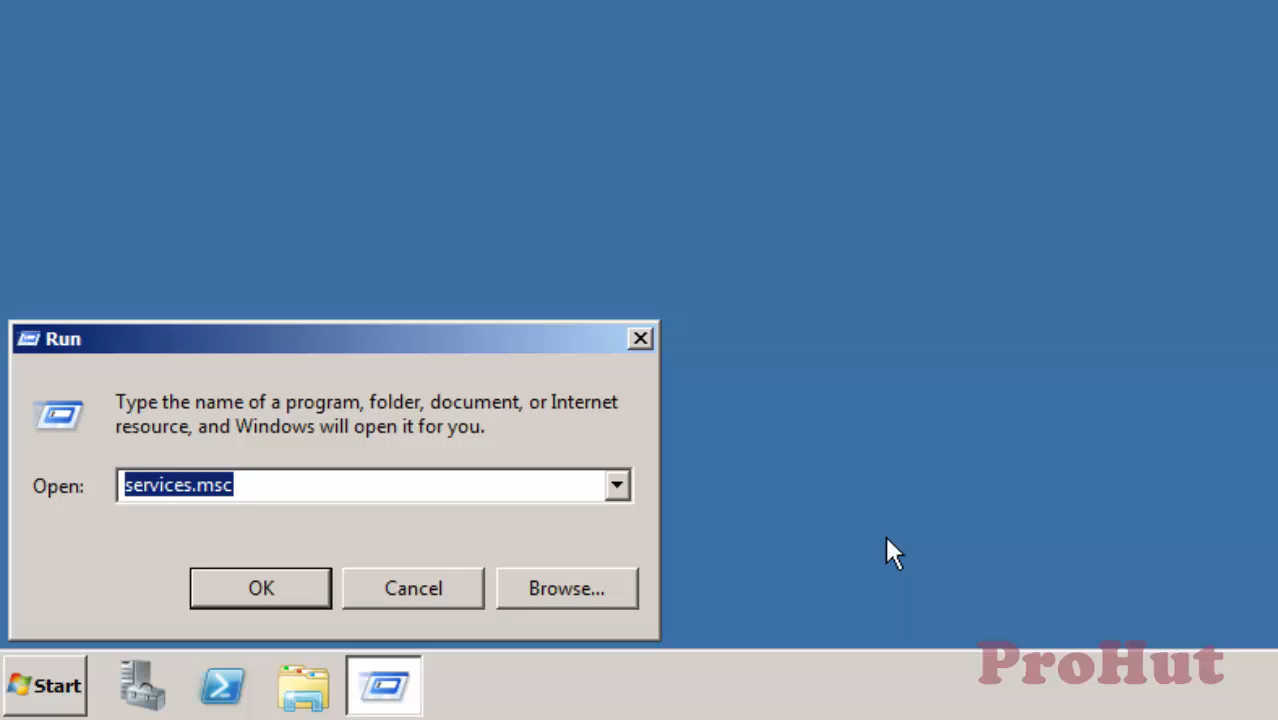 Run
Type the name of a program, folder, document, or Internet
resource, and Windows will open it for you.
Open:
services.msc
OK
Cancel
Browse...
Start
ProHut